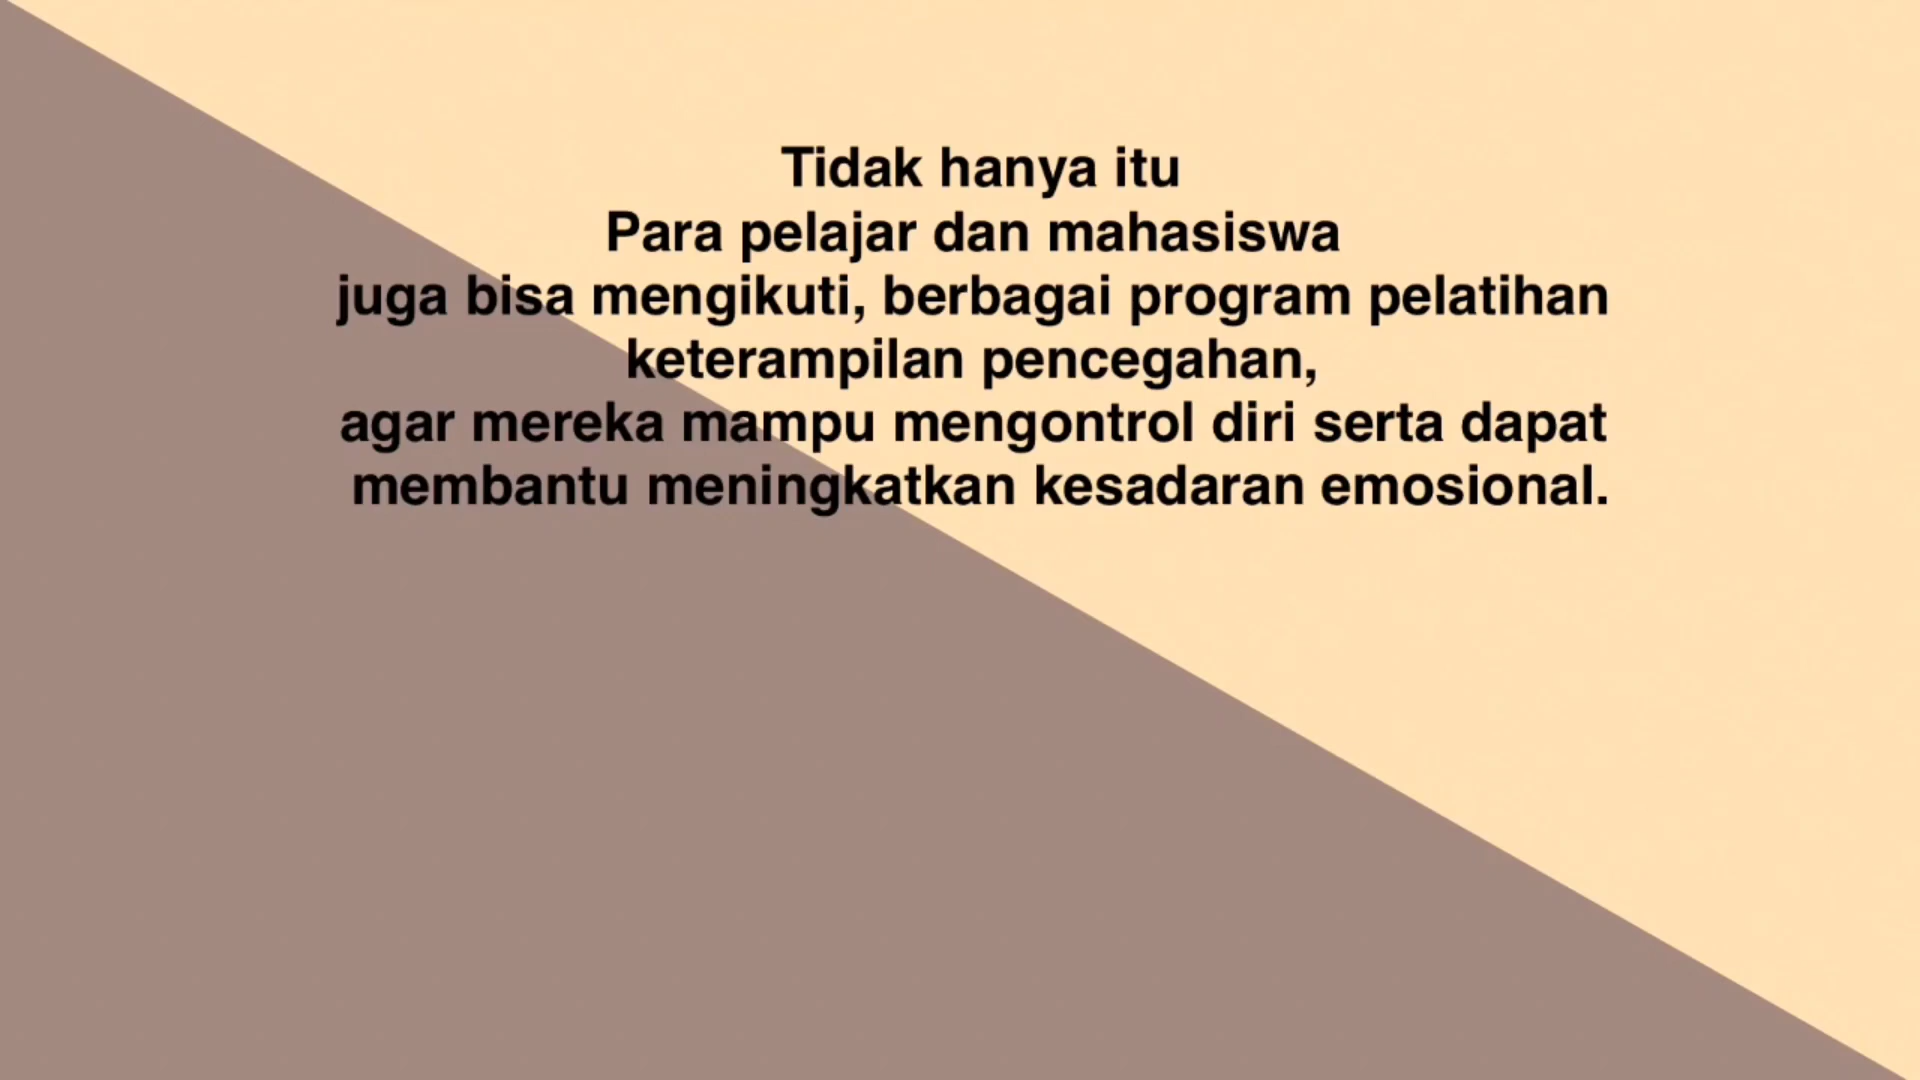 Tidak hanya itu
Para pelajar dan mahasiswa
juga bisa mengikuti, berbagai program pelatihan
keterampilan pencegahan,
agar mereka mampu mengontrol diri serta dapat
membantu meningkatkan kesadaran emosional.